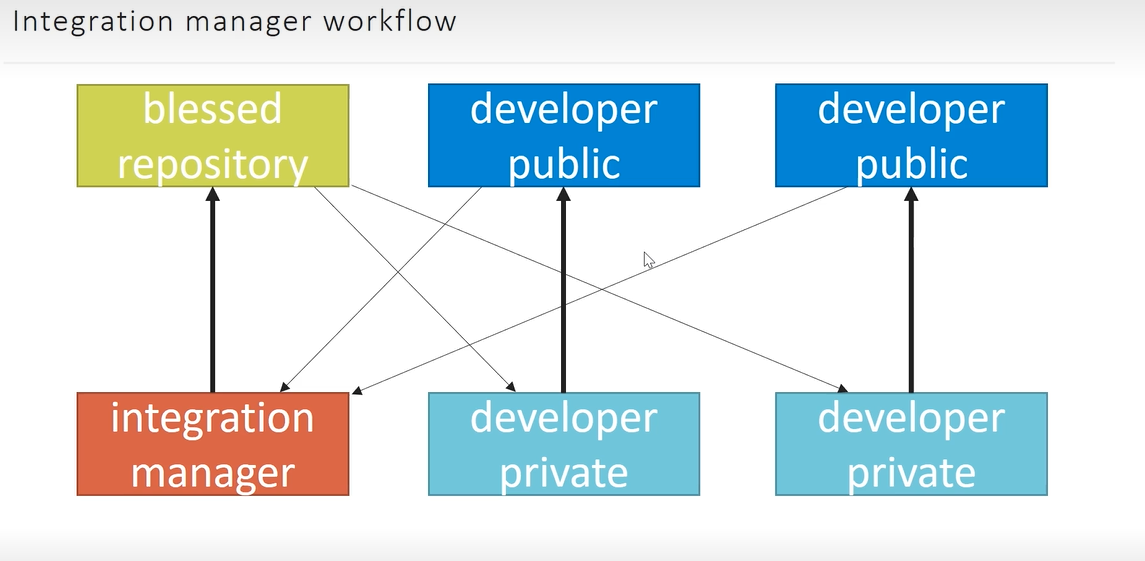 Integration manager workflow
blessed
repository
developer
public
developer
public
integration
manager
developer
private
developer
private